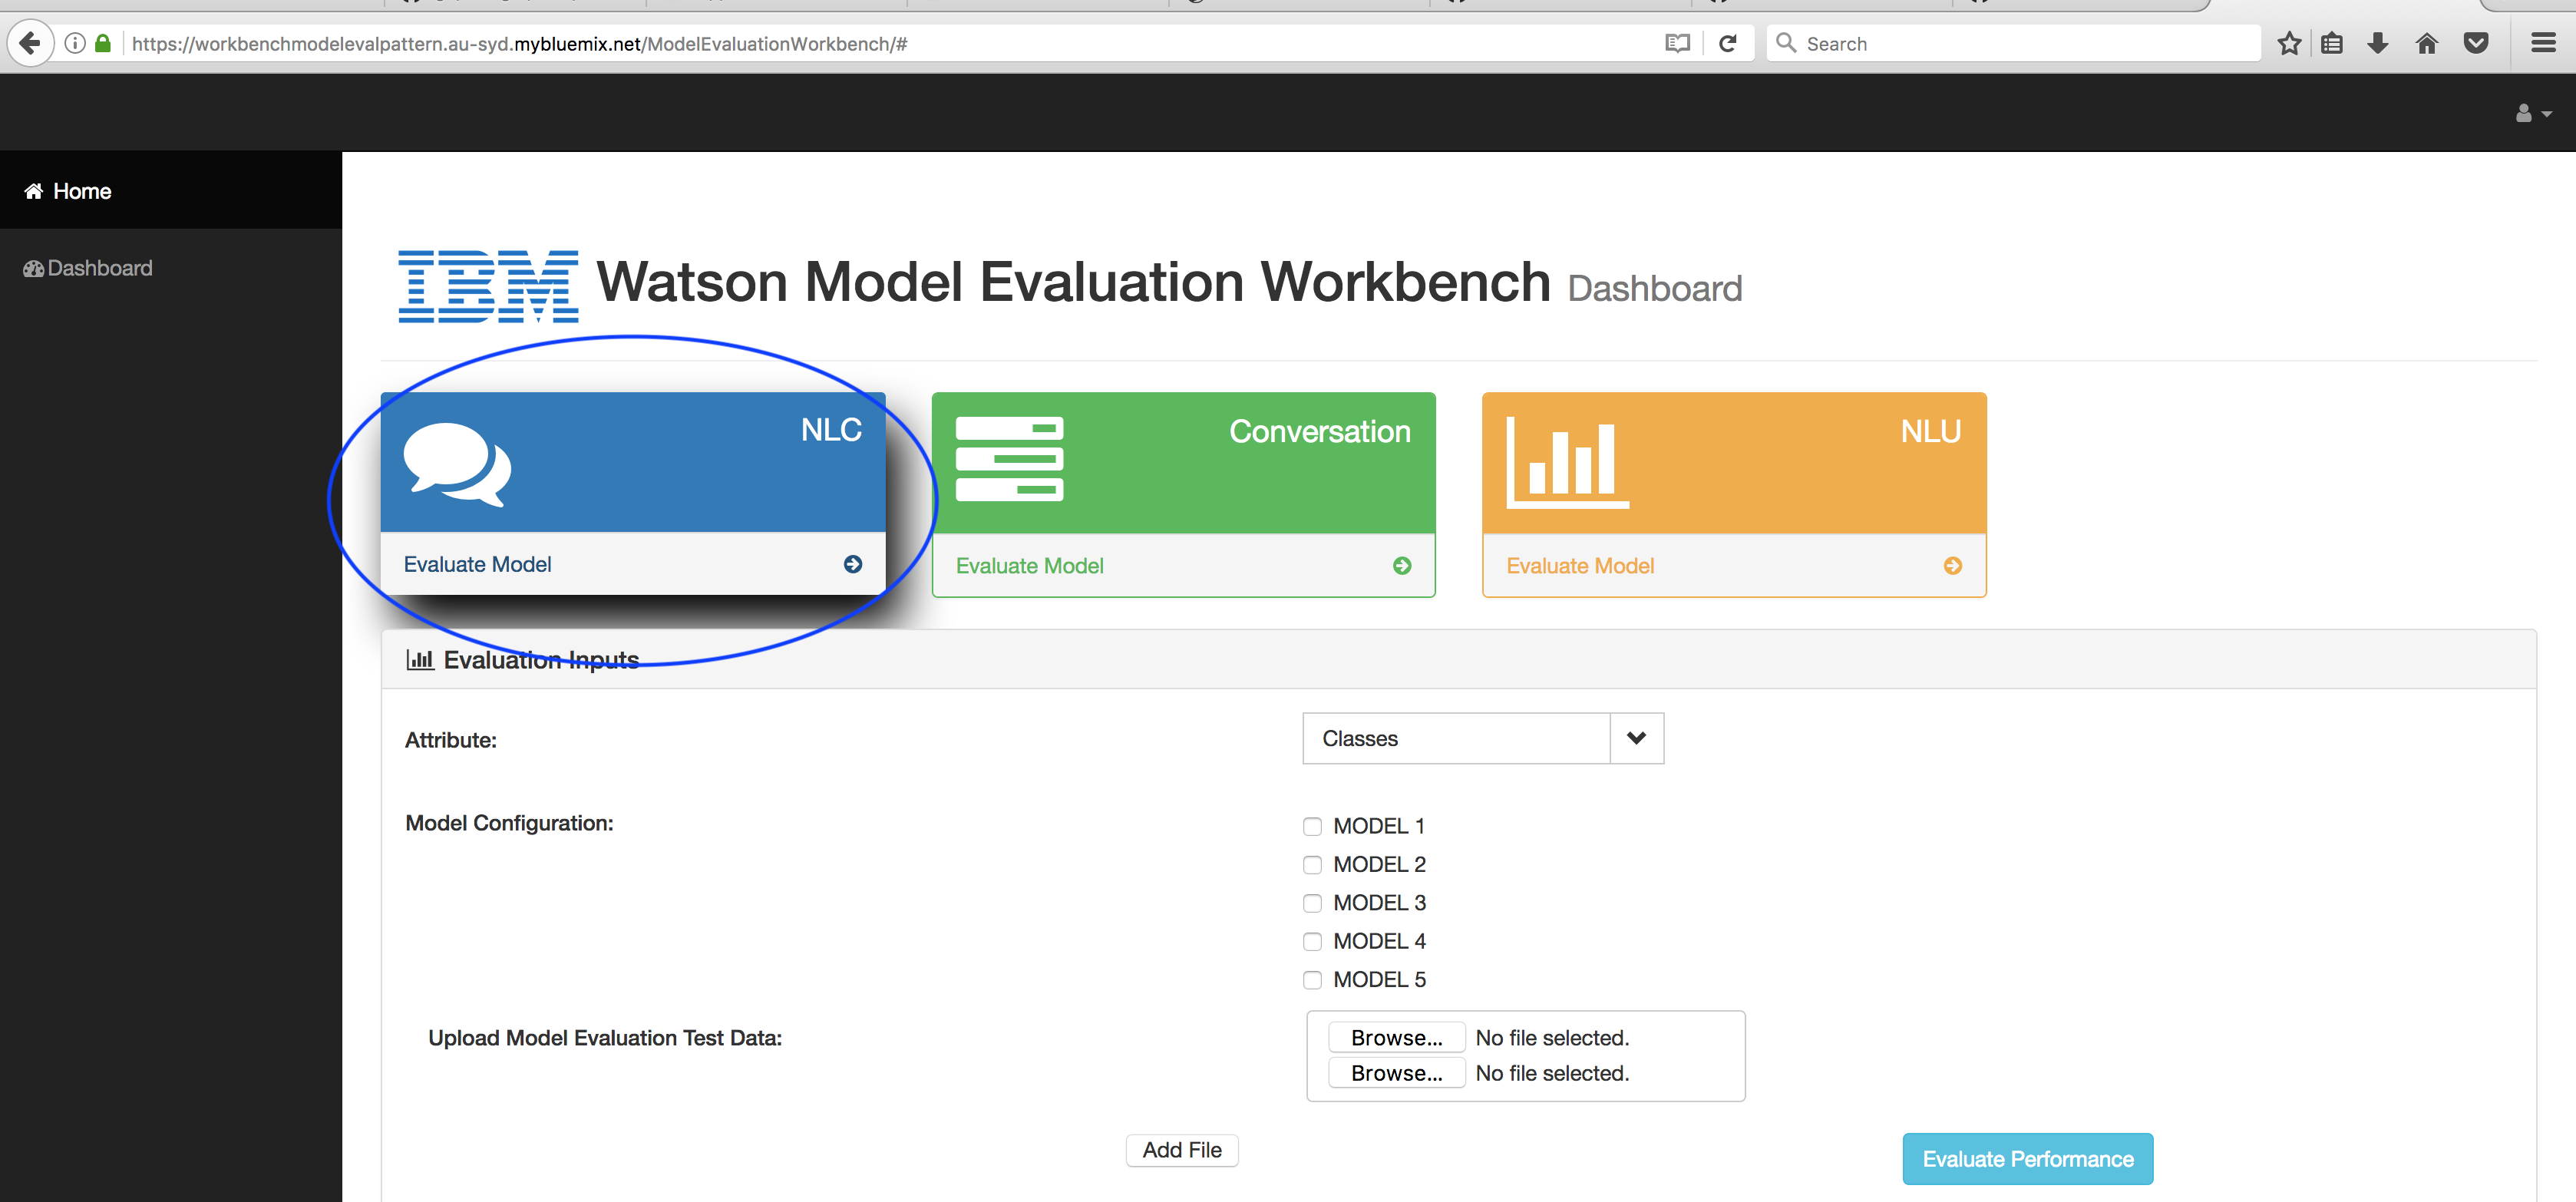 https://workbenchmodelevalpattern.au-syd.mybluemix.net/ModelEvaluationWorkbench/#
Search
Home
Dashboard
IBM Watson Model Evaluation Workbench Dashboard
NLC
Evaluate Model
Conversation
Evaluate Model
NLU
Evaluate Model
Evaluation Inputs
Attribute:
Classes
Model Configuration:
MODEL 1
MODEL 2
MODEL 3
MODEL 4
MODEL 5
Upload Model Evaluation Test Data:
Browse... No file selected.
Browse... No file selected.
Add File
Evaluate Performance